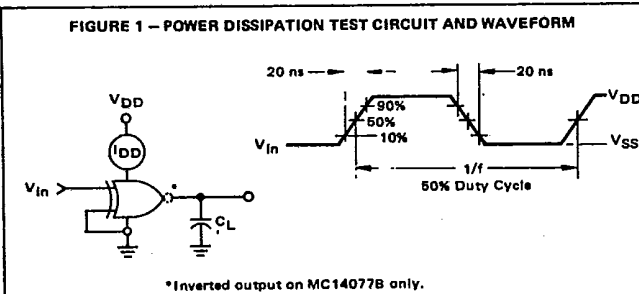 FIGURE 1 – POWER DISSIPATION TEST CIRCUIT AND WAVEFORM
20 ns
20 ns
VDD
90%
50%
10%
VDD
VSS
Vin
1/f
50% Duty Cycle
IDD
Vin
*
CL
*Inverted output on MC14077B only.